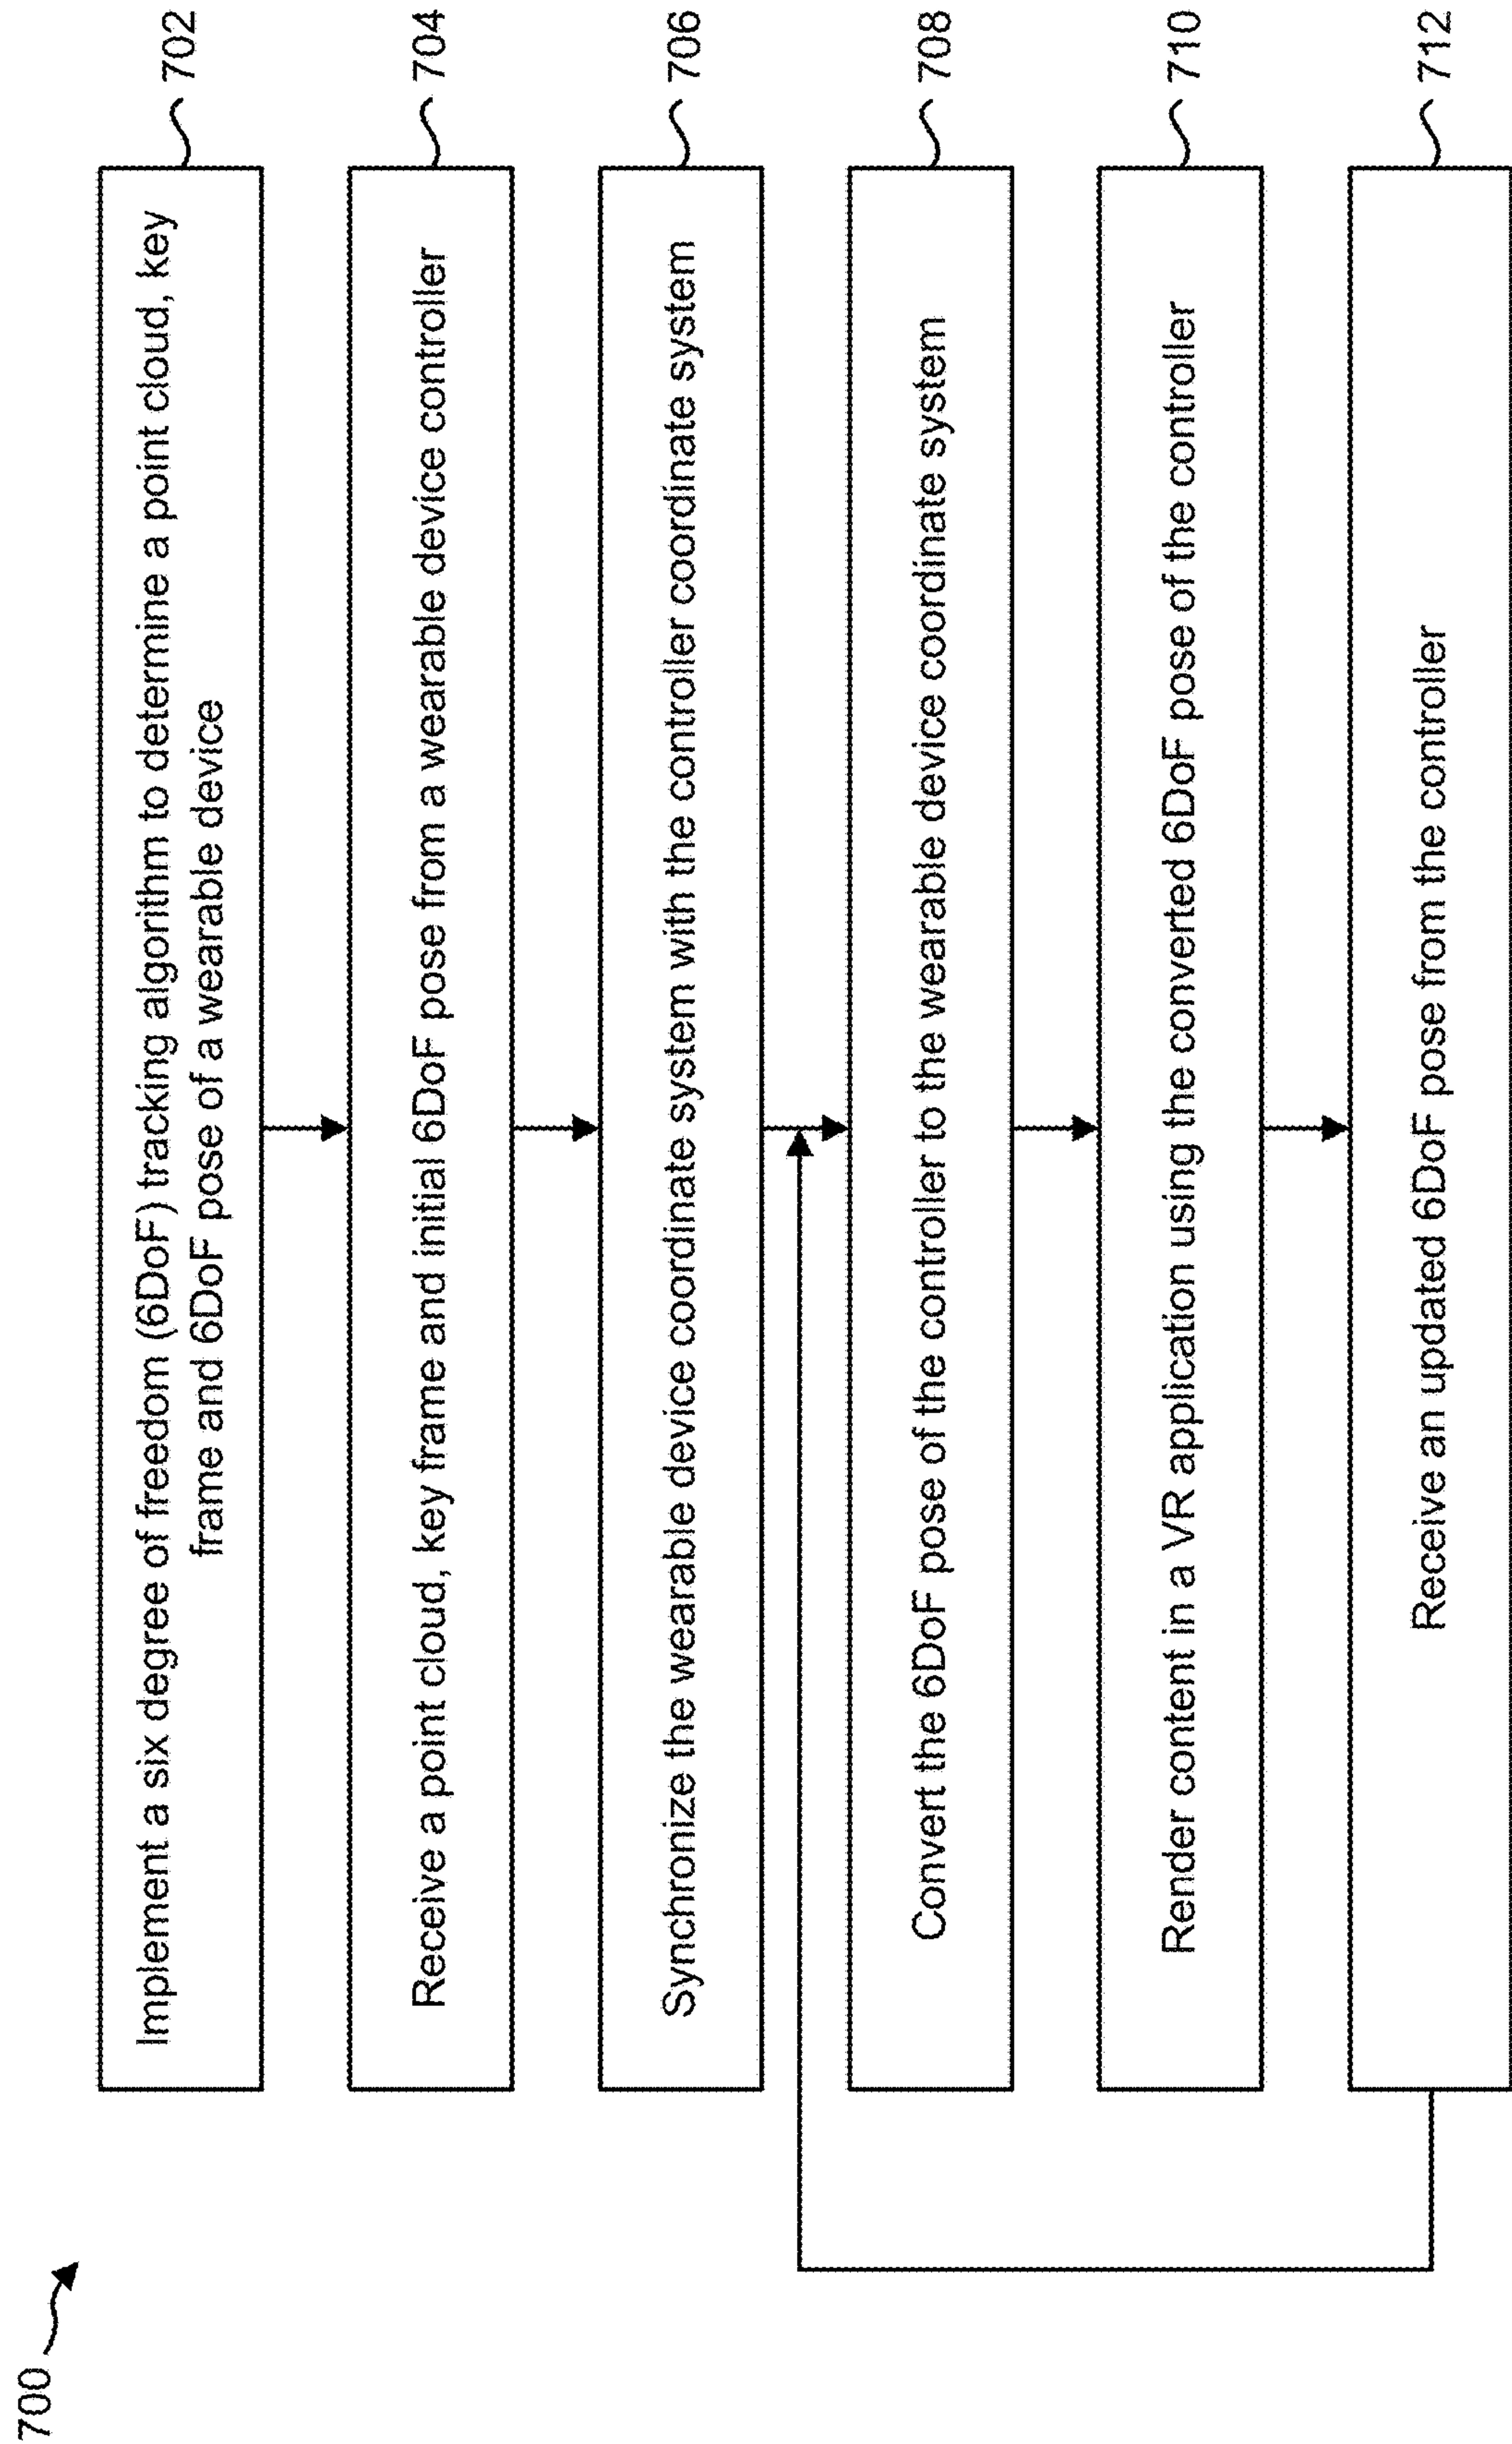 700
Implement a six degree of freedom (6DoF) tracking algorithm to determine a point cloud, key
frame and 6DoF pose of a wearable device
702
Receive a point cloud, key frame and initial 6DoF pose from a wearable device controller
704
Synchronize the wearable device coordinate system with the controller coordinate system
706
Convert the 6DoF pose of the controller to the wearable device coordinate system
708
Render content in a VR application using the converted 6DoF pose of the controller
710
Receive an updated 6DoF pose from the controller
712